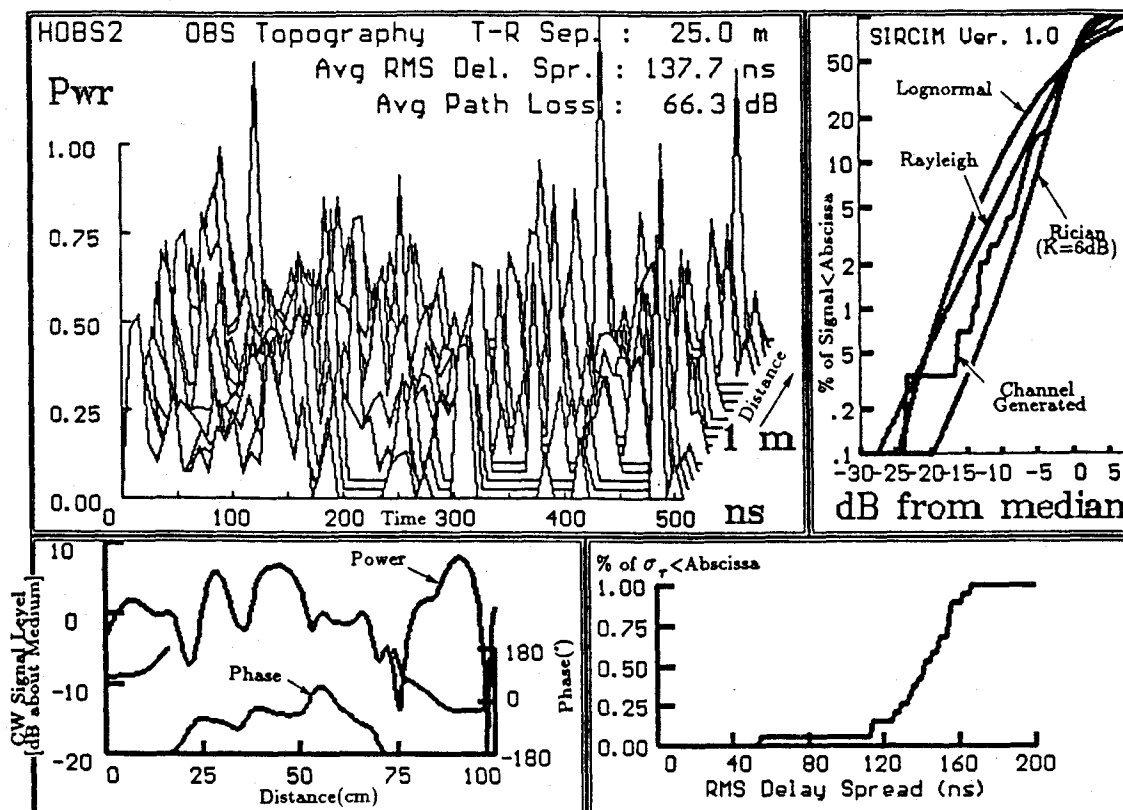 HOBS2 OBS Topography T-R Sep. : 25.0 m
Avg RMS Del. Spr. : 137.7 ns
Avg Path Loss : 66.3 dB
Pwr
1.00
0.75
0.50
0.25
0.00
0 100 200 Time 300 400 500 ns
Distance
1 m
SIRCIM Ver. 1.0
% of Signal<Abscissa
50
20
10
5
2
1
.5
.2
.1
Lognormal
Rayleigh
Rician
(K=6dB)
Channel
Generated
-30 -25 -20 -15 -10 -5 0 5
dB from median
CW Signal Level
[dB about Medium]
10
0
-10
-20
Power
Phase
180
0
-180
Phase(°)
0 25 50 75 100
Distance(cm)
% of στ<Abscissa
1.00
0.75
0.50
0.25
0.00
0 40 80 120 160 200
RMS Delay Spread (ns)